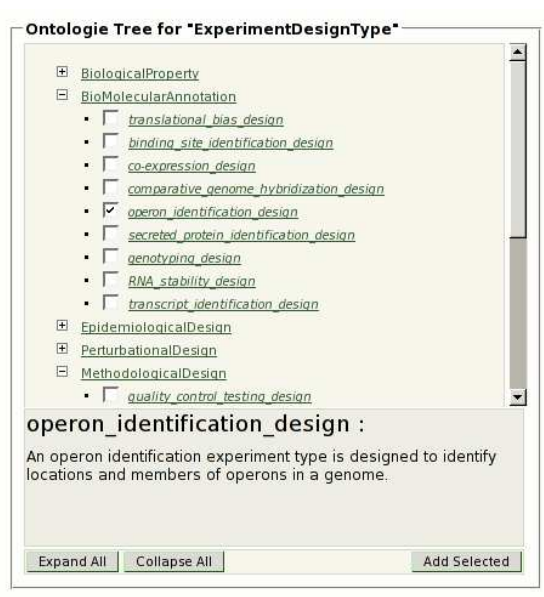 Ontologie Tree for "ExperimentDesignType"
BiologicalProperty
BioMolecularAnnotation
translational_bias_design
binding_site_identification_design
co-expression_design
comparative_genome_hybridization_design
operon_identification_design
secreted_protein_identification_design
genotyping_design
RNA_stability_design
transcript_identification_design
EpidemiologicalDesign
PerturbationalDesign
MethodologicalDesign
quality_control_testing_design
operon_identification_design :
An operon identification experiment type is designed to identify
locations and members of operons in a genome.
Expand All Collapse All Add Selected